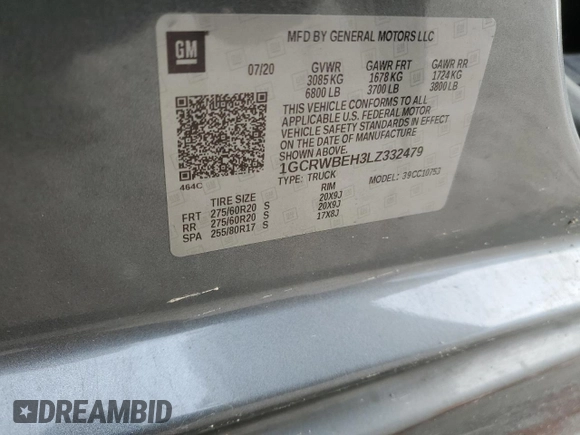 GM
MFD BY GENERAL MOTORS LLC
07/20 GVWR GAWR FRT GAWR RR
3085 KG 1678 KG 1724 KG
6800 LB 3700 LB 3800 LB
THIS VEHICLE CONFORMS TO ALL
APPLICABLE U.S. FEDERAL MOTOR
VEHICLE SAFETY STANDARDS IN EFFECT
ON THE DATE OF MANUFACTURE
SHOWN ABOVE.
1GCRWBEH3LZ332479
TYPE: TRUCK MODEL: 39CC10753
464C
TIRE SIZE RIM
FRT 275/60R20 S 20X9J
RR 275/60R20 S 20X9J
SPA 255/80R17 S 17X8J
DREAMBID